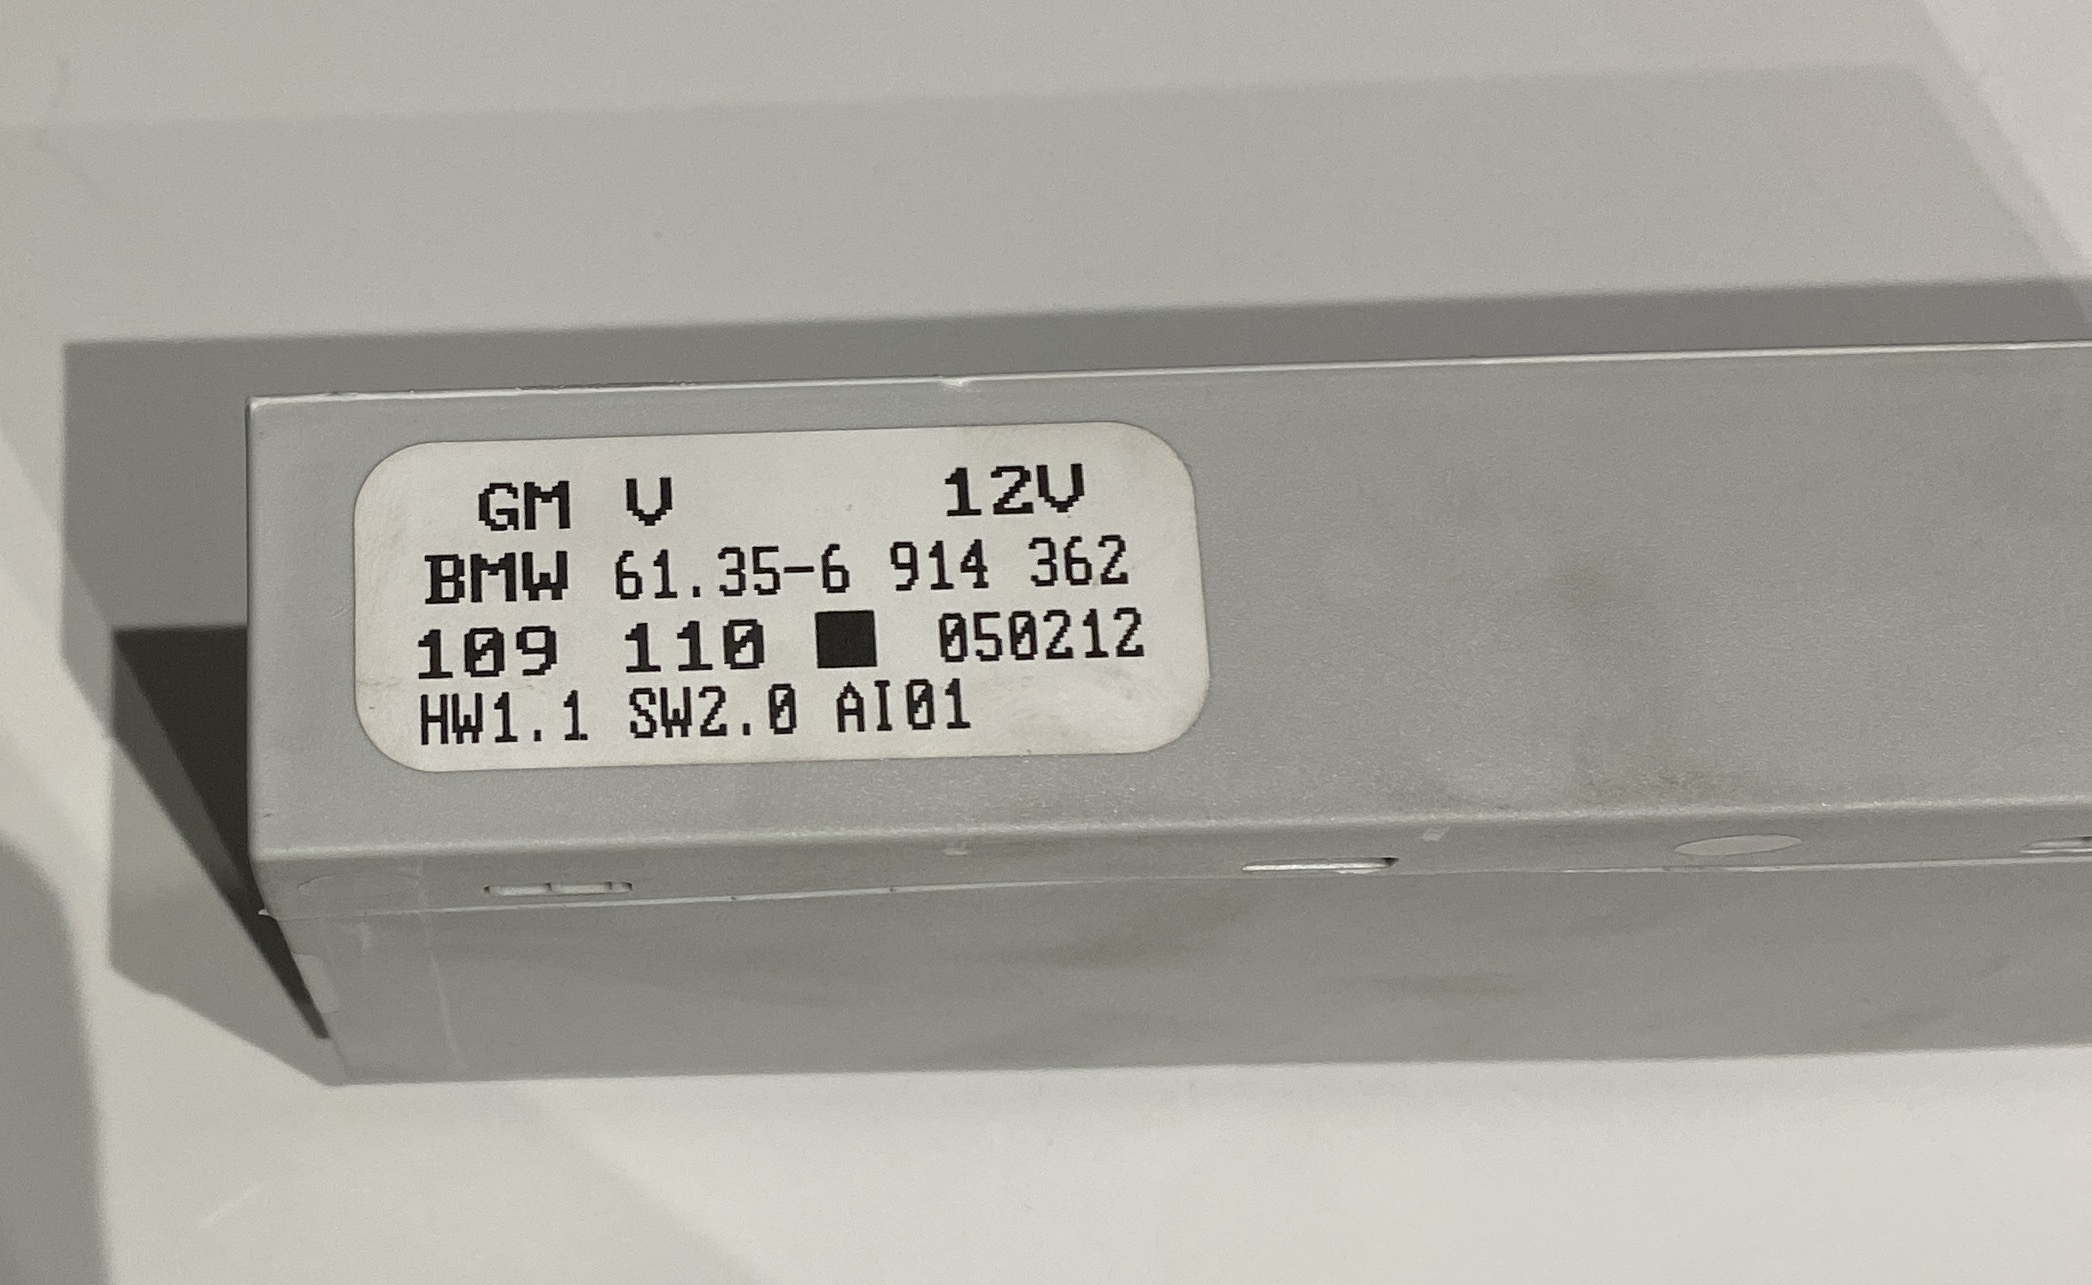 GM V 12V
BMW 61.35-6 914 362
109 110 ■ 050212
HW1.1 SW2.0 AI01